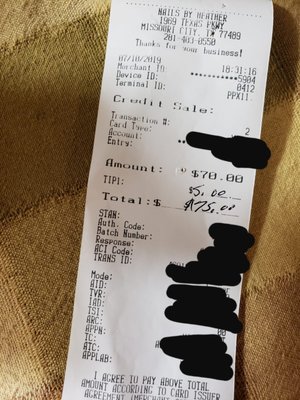 NAILS BY HEATHER
1969 TEXAS PKWY
MISSOURI CITY, TX 77489
281-403-0550
Thanks for your business!
07/10/2019 18:31:16
Merchant ID ***********5904
Device ID: 0412
Terminal ID: PPX11.
Credit Sale:
Transaction #: 2
Card Type:
Account:
Entry:
Amount: $70.00
TIP1: $5.00
Total:$ $75.00
STAN:
Auth. Code:
Batch Number:
Response:
ACI Code:
TRANS ID:
Mode:
AID:
TVR:
IAD:
TSI:
ARC:
APPN:
TC:
ATC:
APPLAB:
I AGREE TO PAY ABOVE TOTAL
AMOUNT ACCORDING TO CARD ISSUER
AGREEMENT